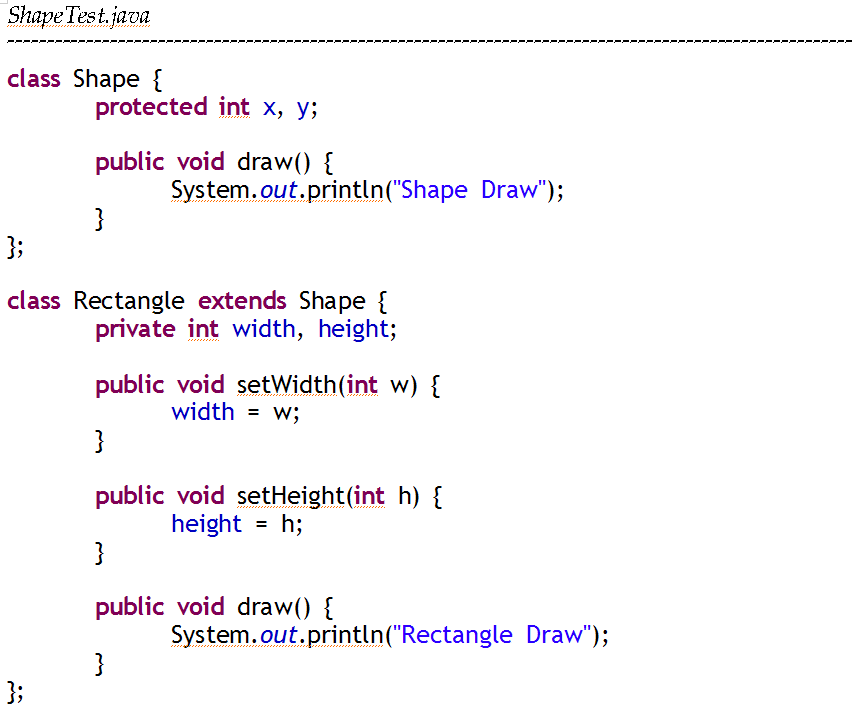 ShapeTest.java
class Shape {
protected int x, y;
public void draw() {
System.out.println("Shape Draw");
}
};
class Rectangle extends Shape {
private int width, height;
public void setWidth(int w) {
width = w;
}
public void setHeight(int h) {
height = h;
}
public void draw() {
System.out.println("Rectangle Draw");
}
};